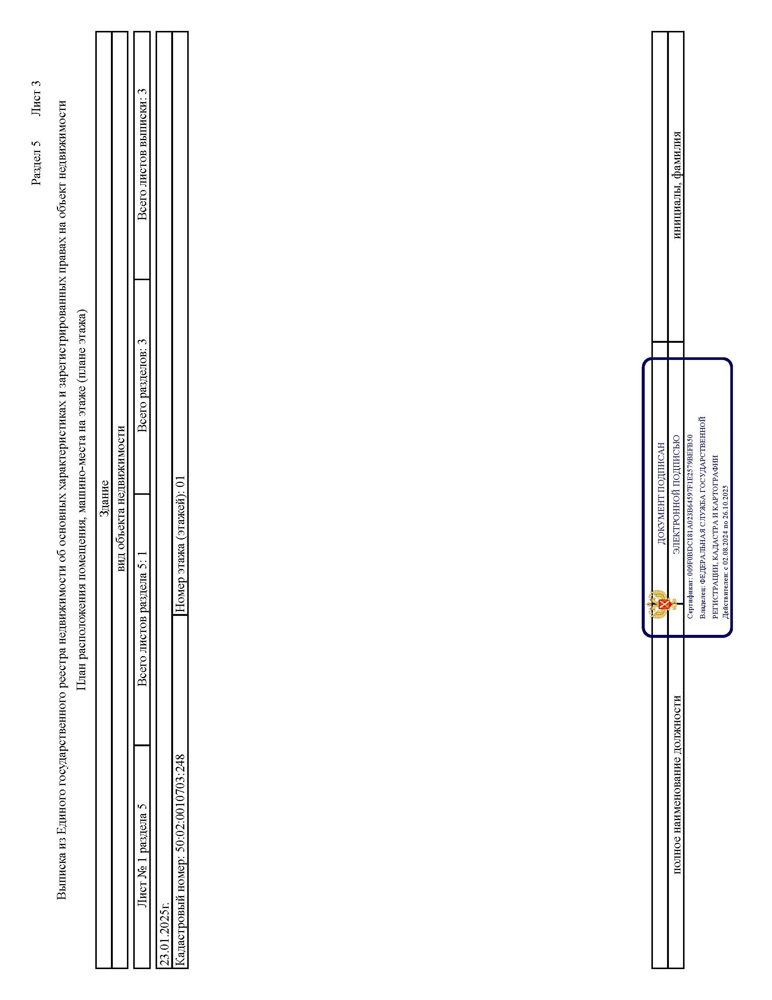 Раздел 5 Лист 3
Выписка из Единого государственного реестра недвижимости об основных характеристиках и зарегистрированных правах на объект недвижимости
План расположения помещения, машино-места на этаже (плане этажа)
Здание
вид объекта недвижимости
Лист № 1 раздела 5 Всего листов раздела 5: 1 Всего разделов: 3 Всего листов выписки: 3
23.01.2025г.
Кадастровый номер: 50:02:0010703:248 Номер этажа (этажей): 01
ДОКУМЕНТ ПОДПИСАН
полное наименование должности ЭЛЕКТРОННОЙ ПОДПИСЬЮ инициалы, фамилия
Сертификат: 009F0BDC181A023B64597F1E2579BEFB50
Владелец: ФЕДЕРАЛЬНАЯ СЛУЖБА ГОСУДАРСТВЕННОЙ
РЕГИСТРАЦИИ, КАДАСТРА И КАРТОГРАФИИ
Действителен: с 02.08.2024 по 26.10.2025